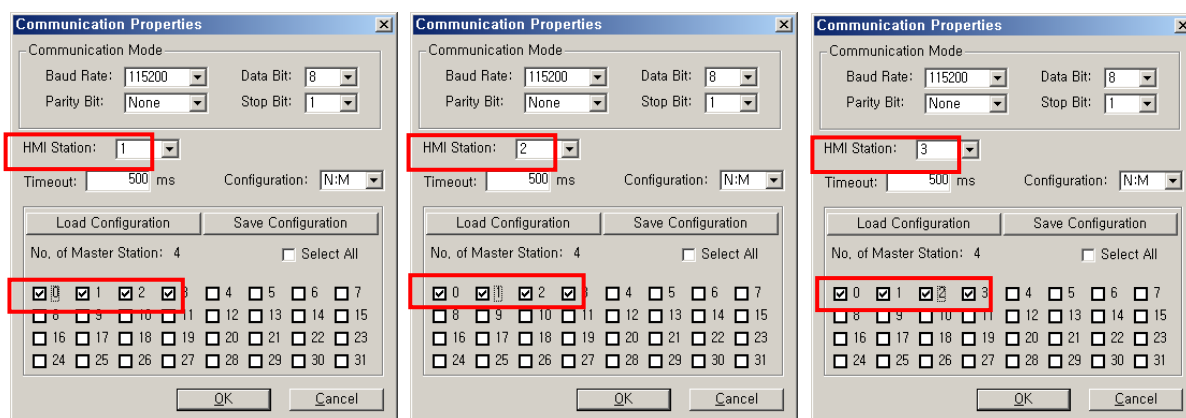 Communication Properties
Communication Mode
Baud Rate: 115200 Data Bit: 8
Parity Bit: None Stop Bit: 1
HMI Station: 1
Timeout: 500 ms Configuration: N:M
Load Configuration Save Configuration
No. of Master Station: 4 Select All
0 1 2 3 4 5 6 7
8 9 10 11 12 13 14 15
16 17 18 19 20 21 22 23
24 25 26 27 28 29 30 31
OK Cancel
Communication Properties
Communication Mode
Baud Rate: 115200 Data Bit: 8
Parity Bit: None Stop Bit: 1
HMI Station: 2
Timeout: 500 ms Configuration: N:M
Load Configuration Save Configuration
No. of Master Station: 4 Select All
0 1 2 3 4 5 6 7
8 9 10 11 12 13 14 15
16 17 18 19 20 21 22 23
24 25 26 27 28 29 30 31
OK Cancel
Communication Properties
Communication Mode
Baud Rate: 115200 Data Bit: 8
Parity Bit: None Stop Bit: 1
HMI Station: 3
Timeout: 500 ms Configuration: N:M
Load Configuration Save Configuration
No. of Master Station: 4 Select All
0 1 2 3 4 5 6 7
8 9 10 11 12 13 14 15
16 17 18 19 20 21 22 23
24 25 26 27 28 29 30 31
OK Cancel